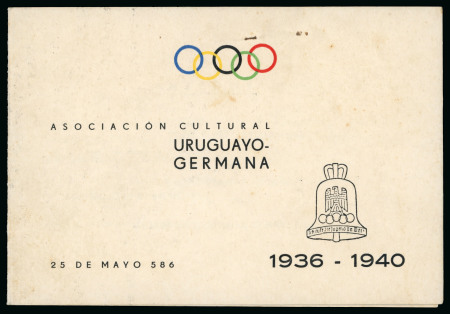 ASOCIACIÓN CULTURAL
URUGUAYO-
GERMANA
25 DE MAYO 586
1936 - 1940